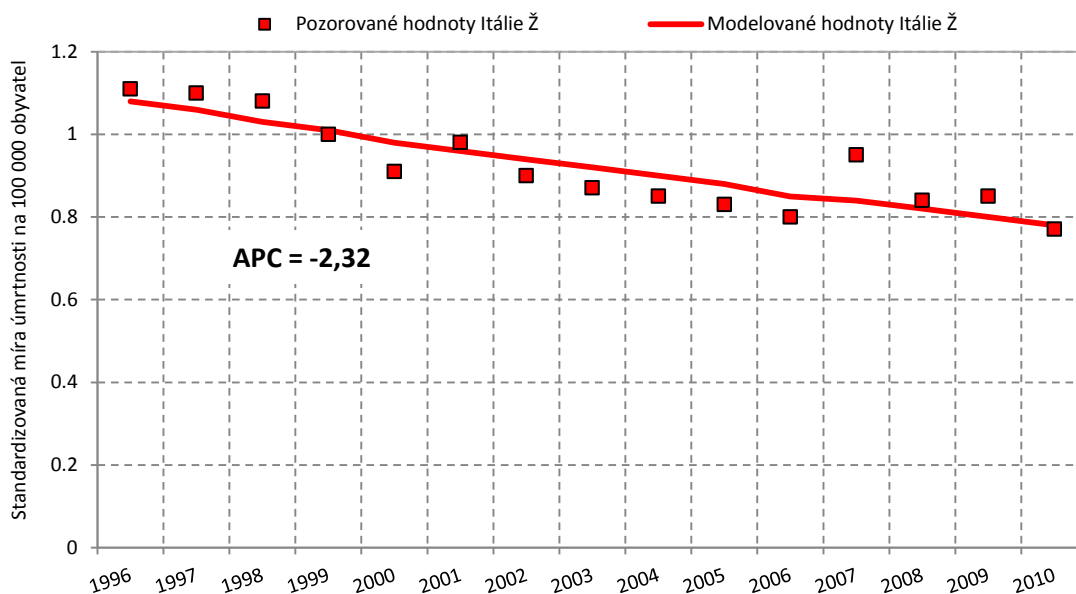 Pozorované hodnoty Itálie Ž
Modelované hodnoty Itálie Ž
Standardizovaná míra úmrtnosti na 100 000 obyvatel
1.2
1
0.8
0.6
0.4
0.2
0
APC = -2,32
1996 1997 1998 1999 2000 2001 2002 2003 2004 2005 2006 2007 2008 2009 2010